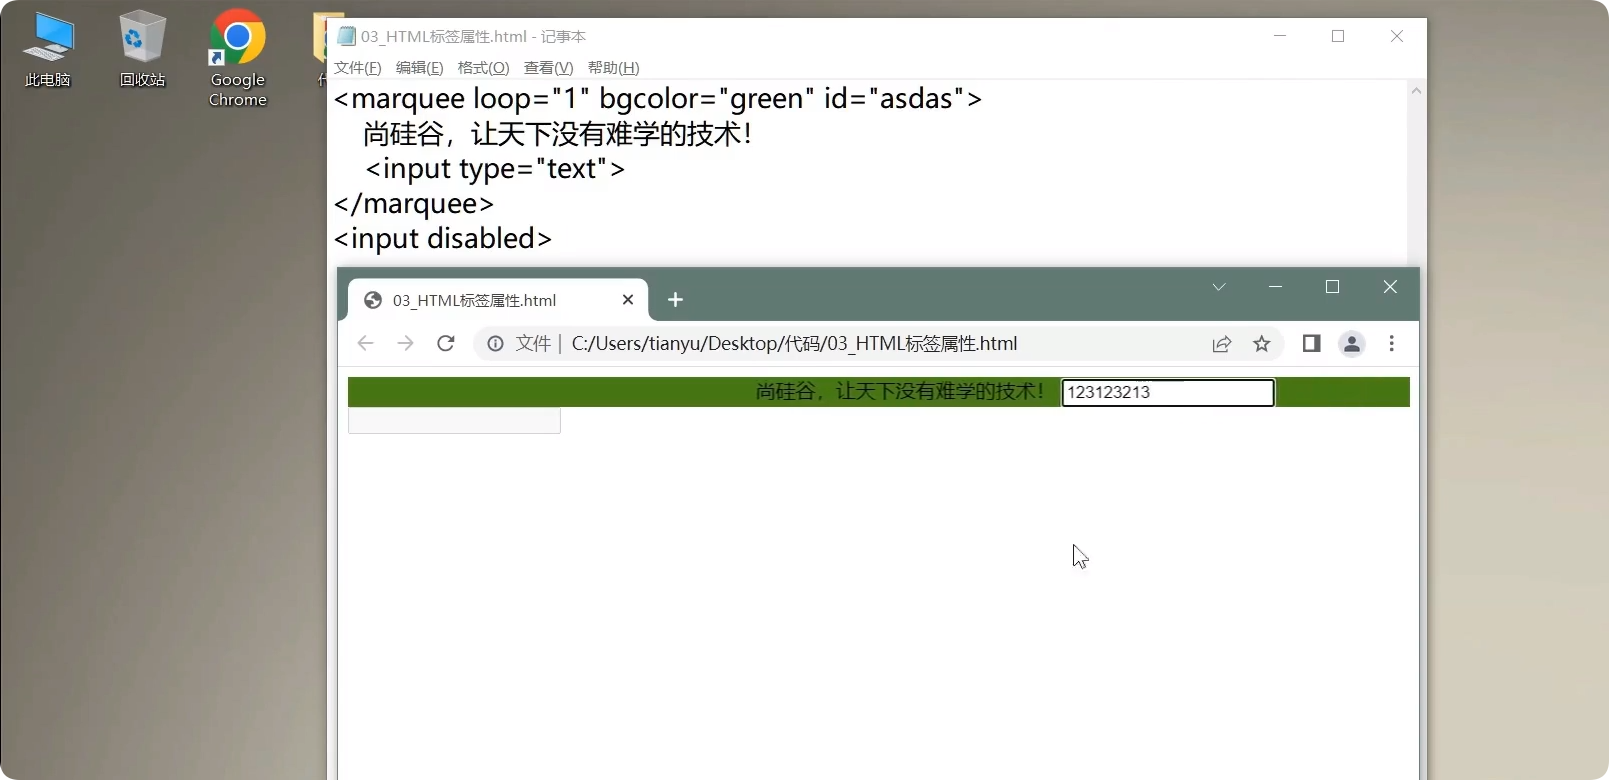 此电脑
回收站
Google
Chrome
03_HTML标签属性.html - 记事本
文件(F) 编辑(E) 格式(O) 查看(V) 帮助(H)
<marquee loop="1" bgcolor="green" id="asdas">
尚硅谷，让天下没有难学的技术！
<input type="text">
</marquee>
<input disabled>
03_HTML标签属性.html
文件 | C:/Users/tianyu/Desktop/代码/03_HTML标签属性.html
尚硅谷，让天下没有难学的技术！ 123123213